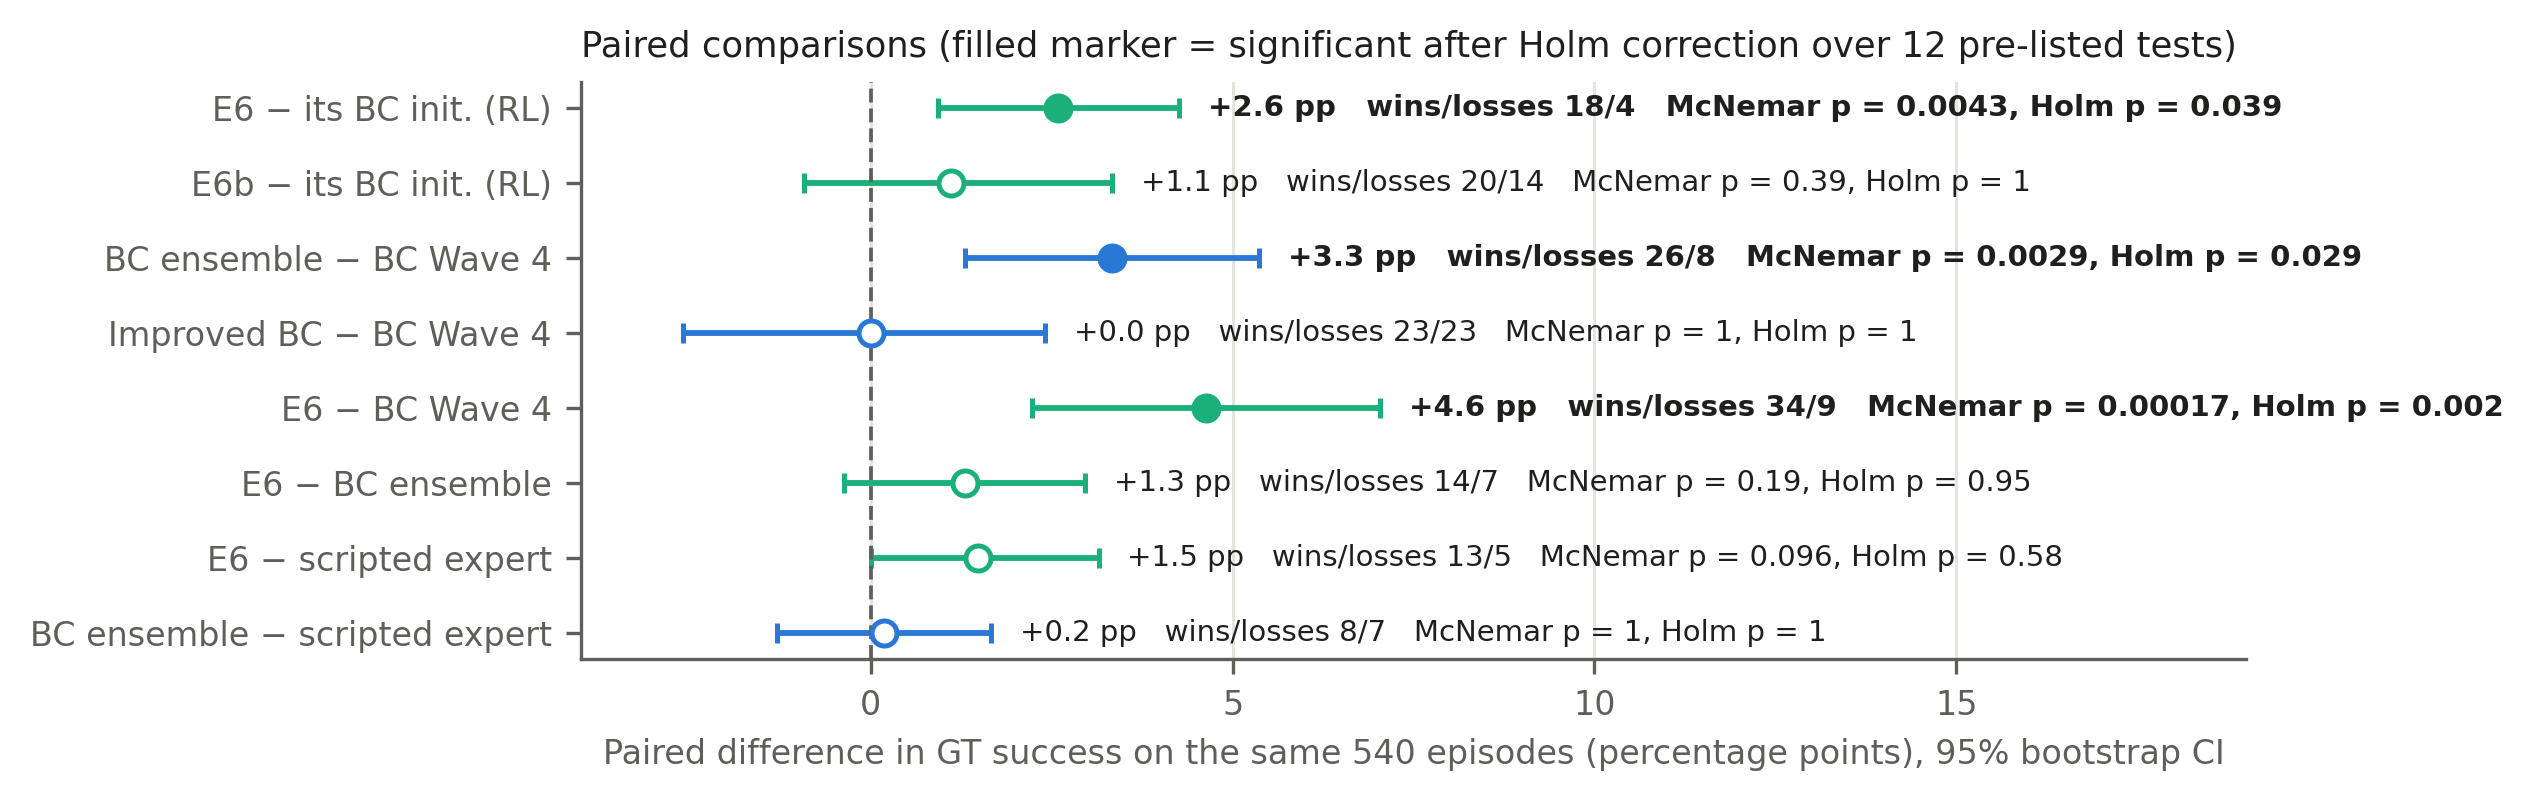 Paired comparisons (filled marker = significant after Holm correction over 12 pre-listed tests)
E6 − its BC init. (RL) +2.6 pp wins/losses 18/4 McNemar p = 0.0043, Holm p = 0.039
E6b − its BC init. (RL) +1.1 pp wins/losses 20/14 McNemar p = 0.39, Holm p = 1
BC ensemble − BC Wave 4 +3.3 pp wins/losses 26/8 McNemar p = 0.0029, Holm p = 0.029
Improved BC − BC Wave 4 +0.0 pp wins/losses 23/23 McNemar p = 1, Holm p = 1
E6 − BC Wave 4 +4.6 pp wins/losses 34/9 McNemar p = 0.00017, Holm p = 0.002
E6 − BC ensemble +1.3 pp wins/losses 14/7 McNemar p = 0.19, Holm p = 0.95
E6 − scripted expert +1.5 pp wins/losses 13/5 McNemar p = 0.096, Holm p = 0.58
BC ensemble − scripted expert +0.2 pp wins/losses 8/7 McNemar p = 1, Holm p = 1
0 5 10 15
Paired difference in GT success on the same 540 episodes (percentage points), 95% bootstrap CI